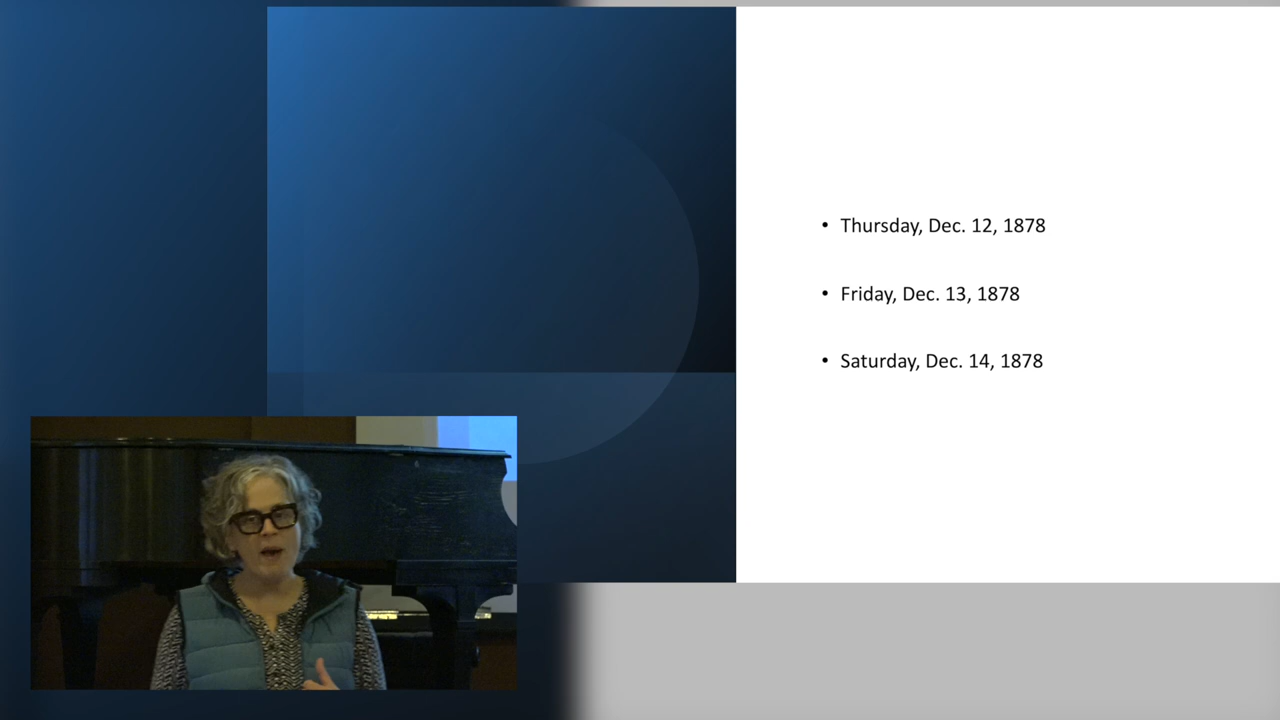 • Thursday, Dec. 12, 1878
• Friday, Dec. 13, 1878
• Saturday, Dec. 14, 1878